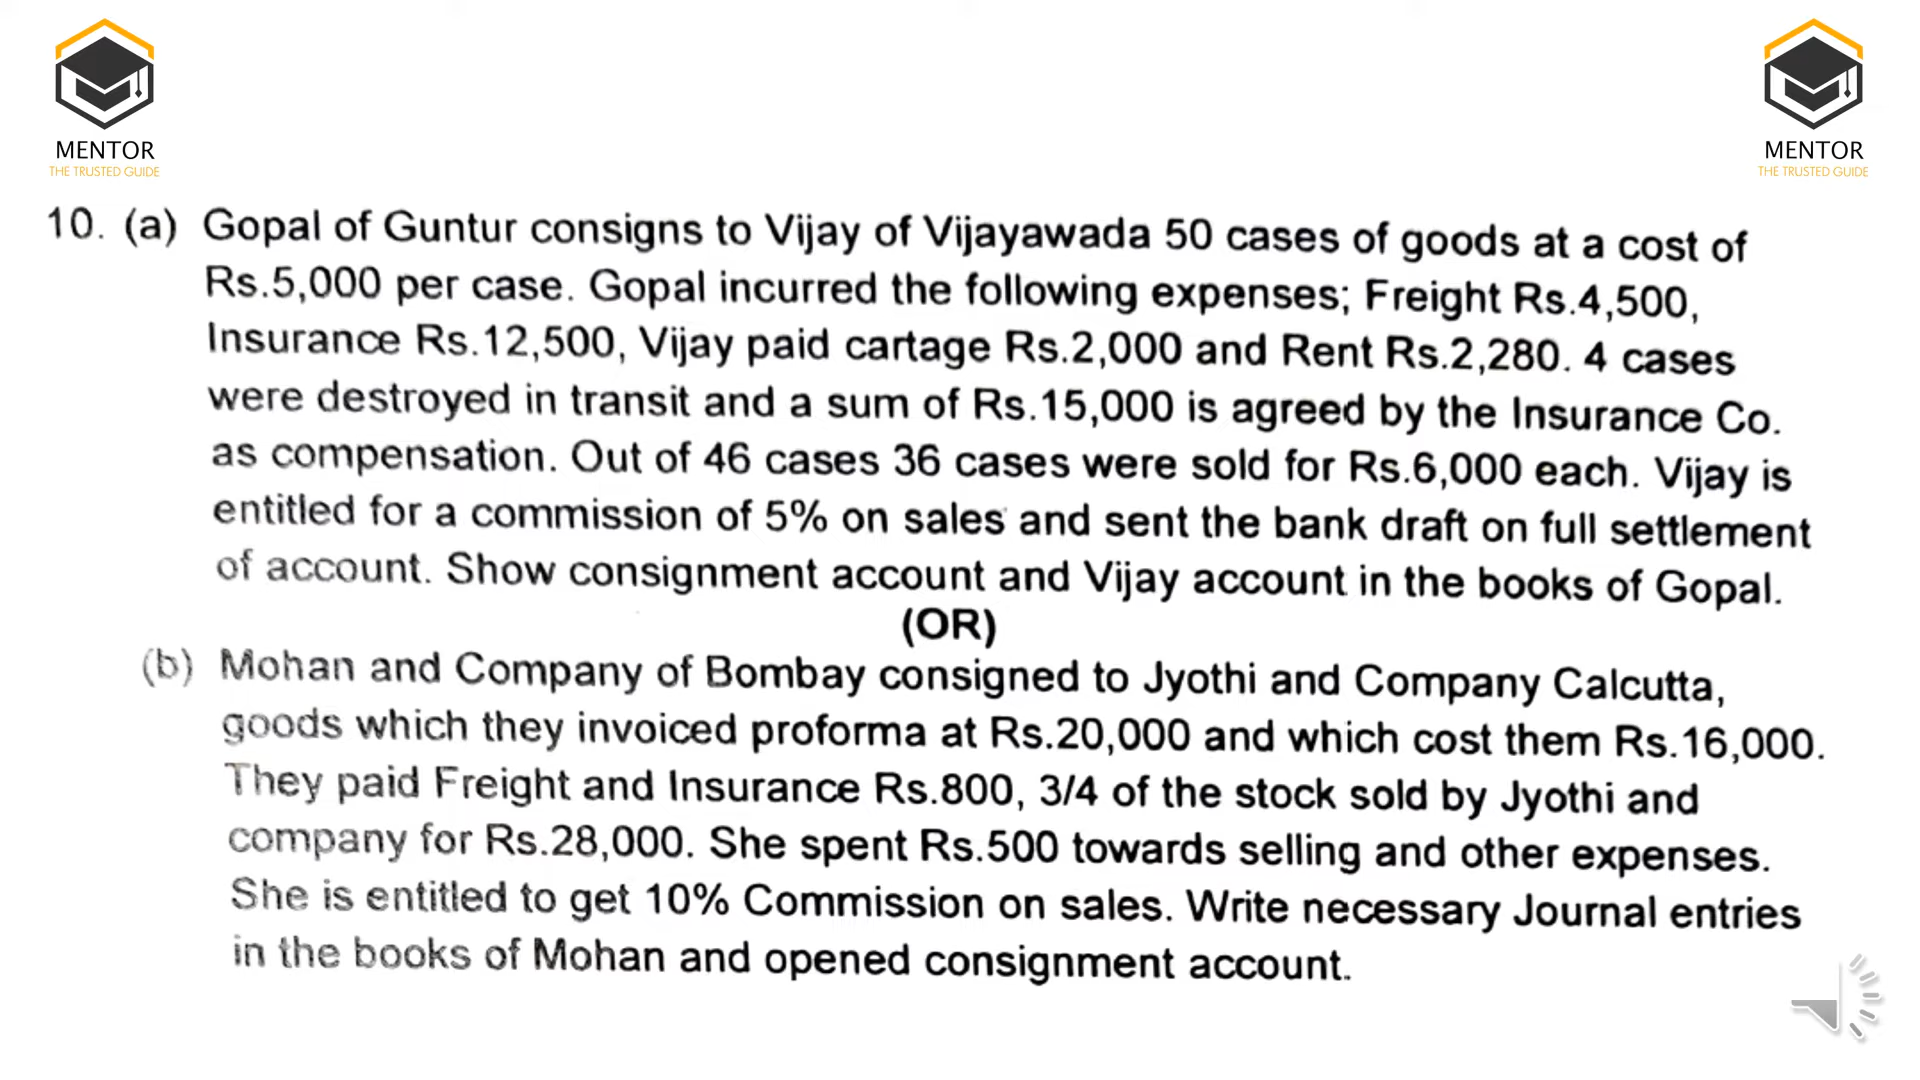 MENTOR
THE TRUSTED GUIDE
MENTOR
THE TRUSTED GUIDE
10. (a) Gopal of Guntur consigns to Vijay of Vijayawada 50 cases of goods at a cost of
Rs.5,000 per case. Gopal incurred the following expenses; Freight Rs.4,500,
Insurance Rs.12,500, Vijay paid cartage Rs.2,000 and Rent Rs.2,280. 4 cases
were destroyed in transit and a sum of Rs.15,000 is agreed by the Insurance Co.
as compensation. Out of 46 cases 36 cases were sold for Rs.6,000 each. Vijay is
entitled for a commission of 5% on sales and sent the bank draft on full settlement
of account. Show consignment account and Vijay account in the books of Gopal.
(OR)
(b) Mohan and Company of Bombay consigned to Jyothi and Company Calcutta,
goods which they invoiced proforma at Rs.20,000 and which cost them Rs.16,000.
They paid Freight and Insurance Rs.800, 3/4 of the stock sold by Jyothi and
company for Rs.28,000. She spent Rs.500 towards selling and other expenses.
She is entitled to get 10% Commission on sales. Write necessary Journal entries
in the books of Mohan and opened consignment account.